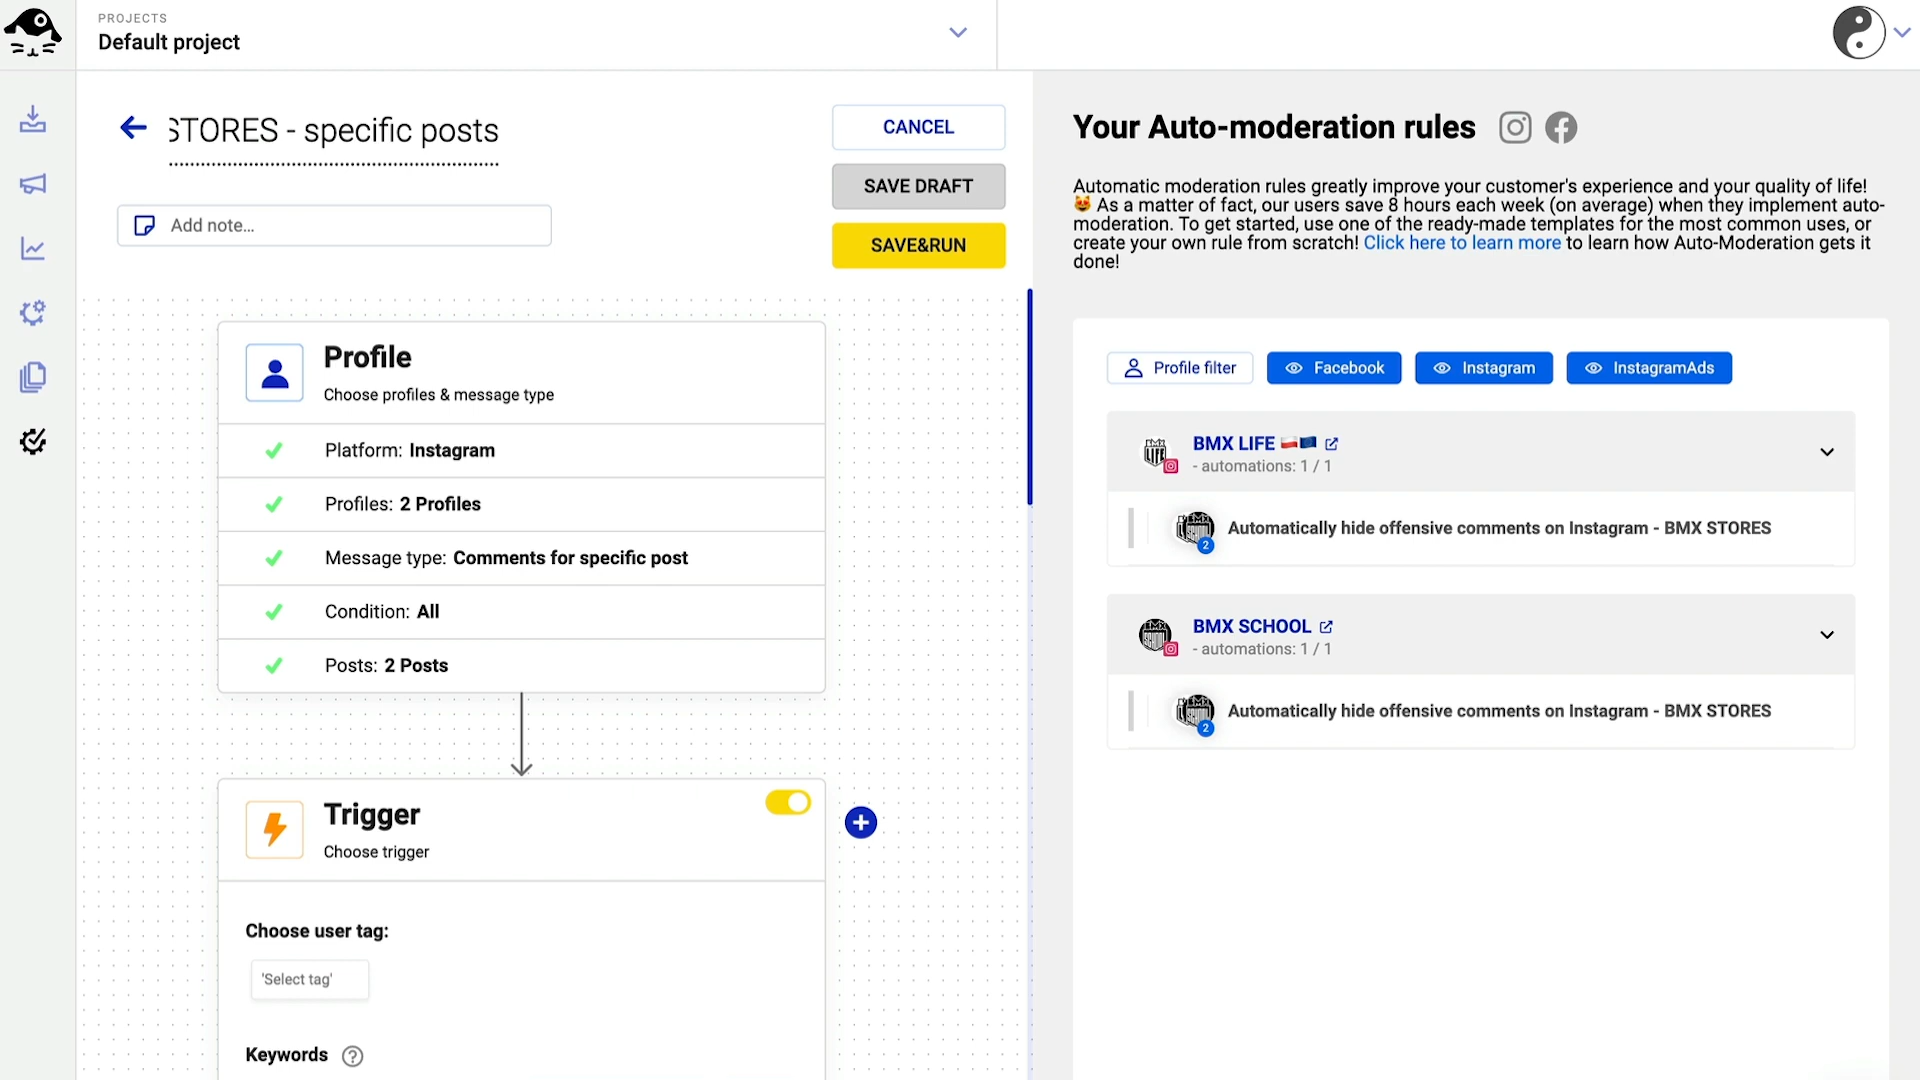 PROJECTS
Default project
STORES - specific posts
CANCEL
SAVE DRAFT
Add note...
SAVE&RUN
Profile
Choose profiles & message type
Platform: Instagram
Profiles: 2 Profiles
Message type: Comments for specific post
Condition: All
Posts: 2 Posts
Trigger
Choose trigger
Choose user tag:
'Select tag'
Keywords
?
Your Auto-moderation rules
Automatic moderation rules greatly improve your customer's experience and your quality of life!
As a matter of fact, our users save 8 hours each week (on average) when they implement auto-
moderation. To get started, use one of the ready-made templates for the most common uses, or
create your own rule from scratch! Click here to learn more to learn how Auto-Moderation gets it
done!
Profile filter
Facebook
Instagram
InstagramAds
BMX LIFE
- automations: 1 / 1
2
Automatically hide offensive comments on Instagram - BMX STORES
BMX SCHOOL
- automations: 1 / 1
2
Automatically hide offensive comments on Instagram - BMX STORES